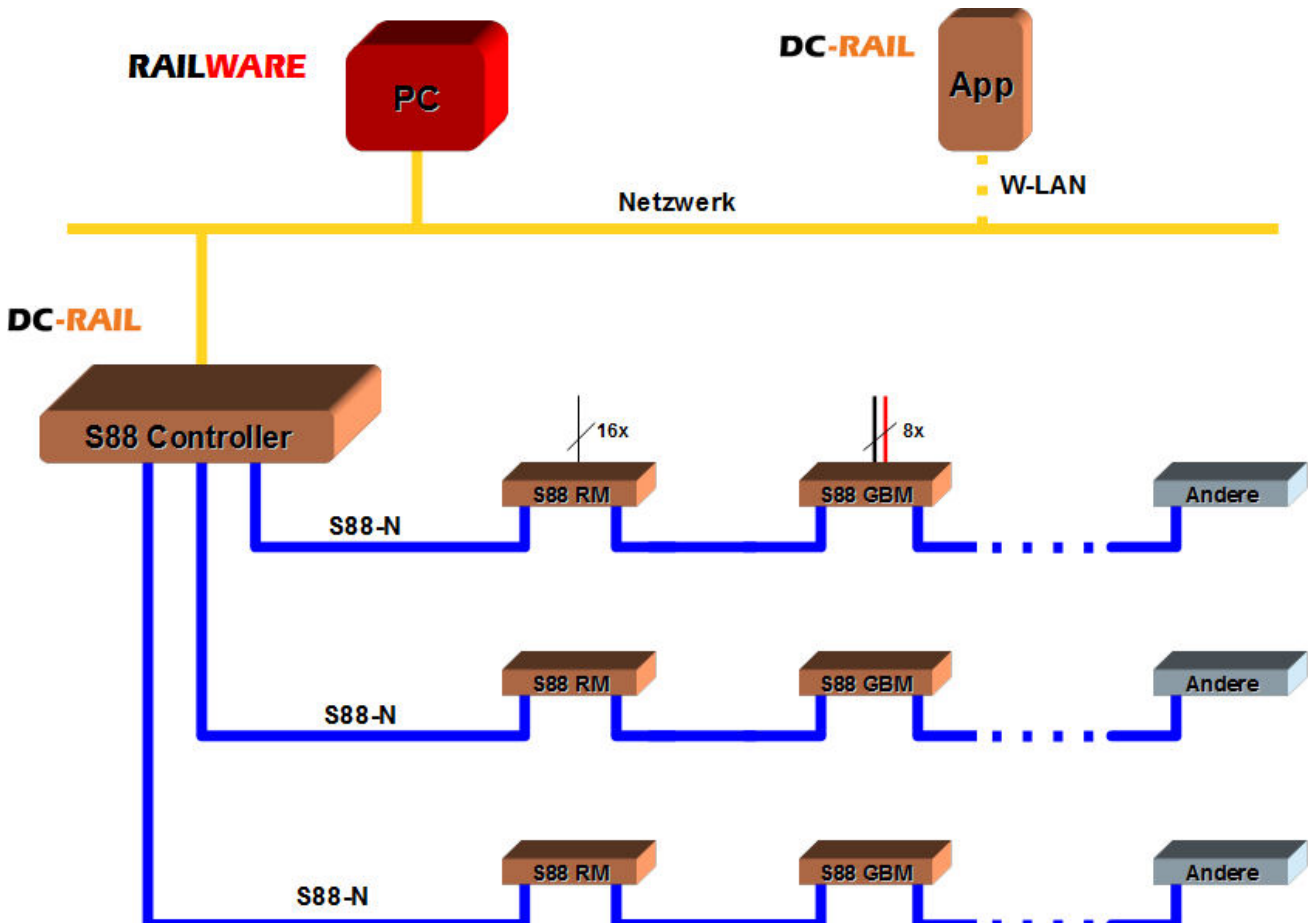 RAILWARE
PC
DC-RAIL
App
W-LAN
Netzwerk
DC-RAIL
S88 Controller
16x
8x
S88 RM
S88 GBM
Andere
S88-N
S88 RM
S88 GBM
Andere
S88-N
S88 RM
S88 GBM
Andere
S88-N